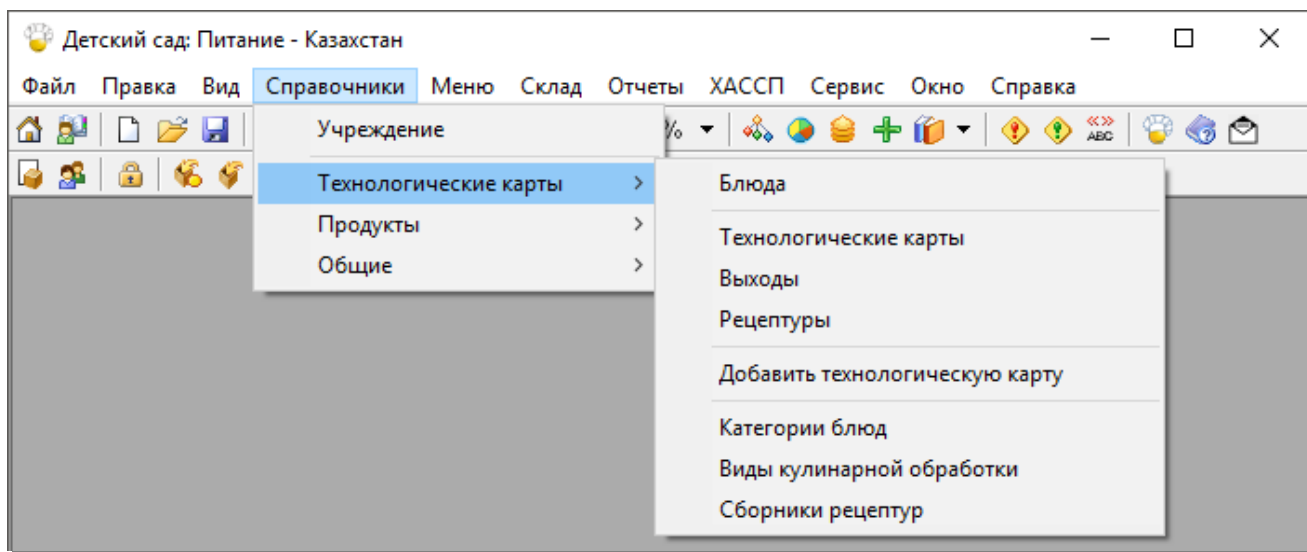 Детский сад: Питание - Казахстан
Файл Правка Вид Справочники Меню Склад Отчеты ХАССП Сервис Окно Справка
Учреждение % ABC
Технологические карты Блюда
Продукты Технологические карты
Общие Выходы
Рецептуры
Добавить технологическую карту
Категории блюд
Виды кулинарной обработки
Сборники рецептур